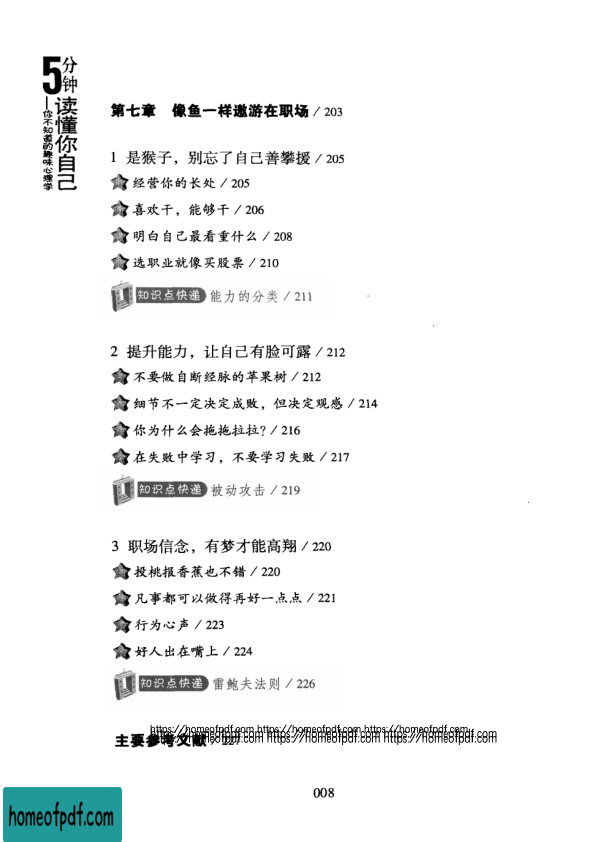 5分钟读懂你自己
—你不知道的趣味心理学
第七章 像鱼一样遨游在职场 / 203
1 是猴子，别忘了自己善攀援 / 205
经营你的长处 / 205
喜欢干，能够干 / 206
明白自己最看重什么 / 208
选职业就像买股票 / 210
知识点快递 能力的分类 / 211
2 提升能力，让自己有脸可露 / 212
不要做自断经脉的苹果树 / 212
细节不一定决定成败，但决定观感 / 214
你为什么会拖拖拉拉? / 216
在失败中学习，不要学习失败 / 217
知识点快递 被动攻击 / 219
3 职场信念，有梦才能高翔 / 220
投桃报香蕉也不错 / 220
凡事都可以做得再好一点点 / 221
行为心声 / 223
好人出在嘴上 / 224
知识点快递 雷鲍夫法则 / 226
https://homeofpdf.com https://homeofpdf.com https://homeofpdf.com
主要参考文献 / 227
https://homeofpdf.com https://homeofpdf.com https://homeofpdf.com
008
homeofpdf.com